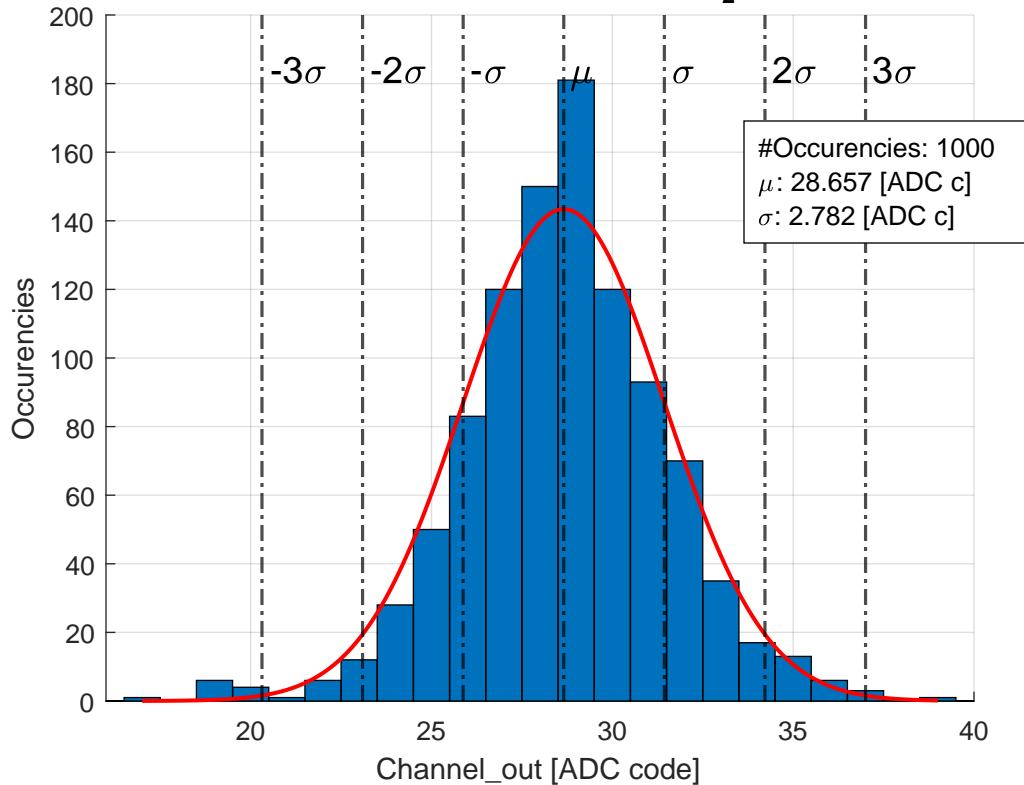 200
180
160
140
120
100
80
60
40
20
0
Occurencies
-3σ
-2σ
-σ
μ
σ
2σ
3σ
#Occurencies: 1000
μ: 28.657 [ADC c]
σ: 2.782 [ADC c]
20
25
30
35
40
Channel_out [ADC code]